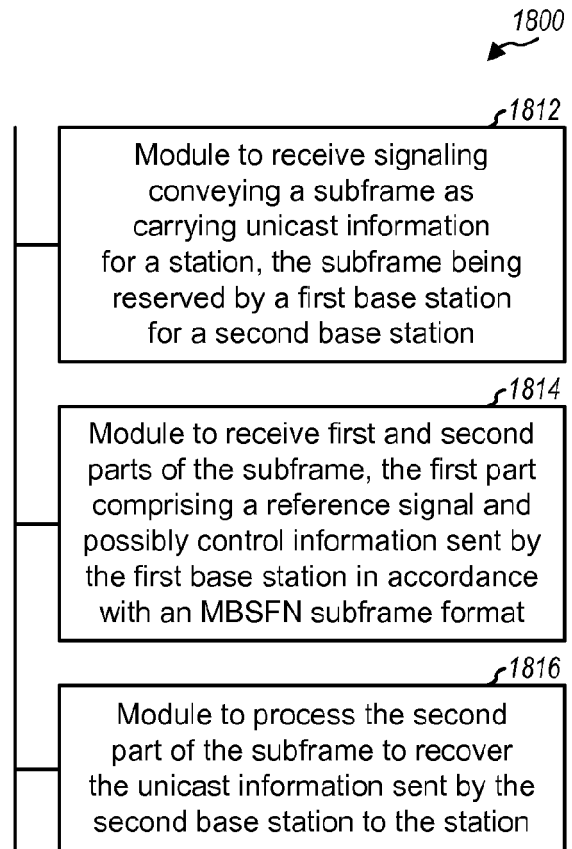 1800
1812
Module to receive signaling
conveying a subframe as
carrying unicast information
for a station, the subframe being
reserved by a first base station
for a second base station
1814
Module to receive first and second
parts of the subframe, the first part
comprising a reference signal and
possibly control information sent by
the first base station in accordance
with an MBSFN subframe format
1816
Module to process the second
part of the subframe to recover
the unicast information sent by the
second base station to the station